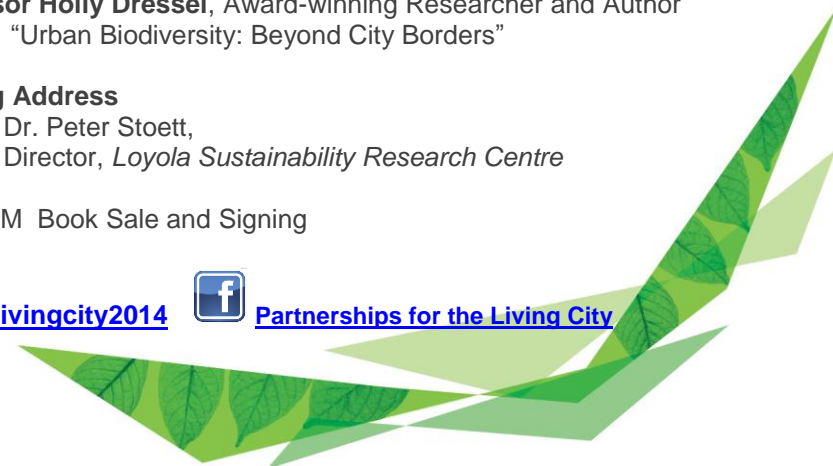 sor Holly Dressel, Award-winning Researcher and Author
“Urban Biodiversity: Beyond City Borders”
g Address
Dr. Peter Stoett,
Director, Loyola Sustainability Research Centre
M Book Sale and Signing
ivingcity2014 f Partnerships for the Living City